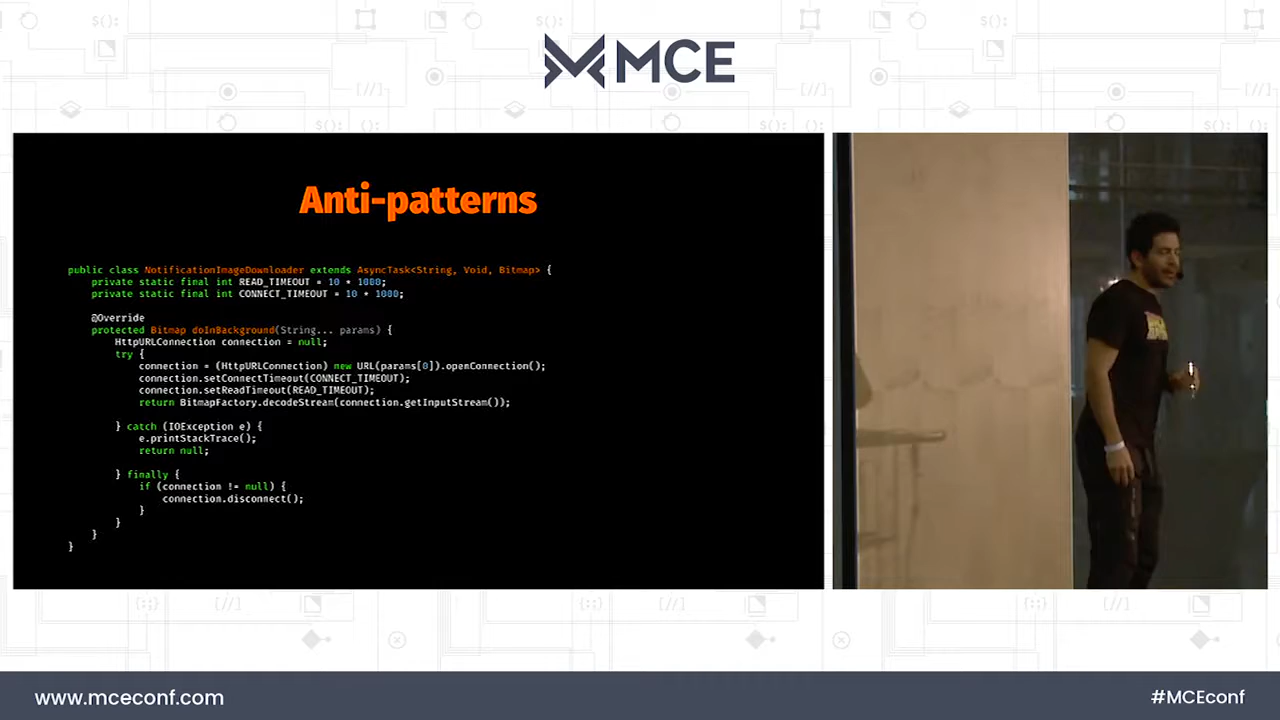 MCE
Anti-patterns
public class NotificationImageDownloader extends AsyncTask<String, Void, Bitmap> {
private static final int READ_TIMEOUT = 10 * 1000;
private static final int CONNECT_TIMEOUT = 10 * 1000;
@Override
protected Bitmap doInBackground(String... params) {
HttpURLConnection connection = null;
try {
connection = (HttpURLConnection) new URL(params[0]).openConnection();
connection.setConnectTimeout(CONNECT_TIMEOUT);
connection.setReadTimeout(READ_TIMEOUT);
return BitmapFactory.decodeStream(connection.getInputStream());
} catch (IOException e) {
e.printStackTrace();
return null;
} finally {
if (connection != null) {
connection.disconnect();
}
}
}
}
www.mceconf.com
#MCEconf